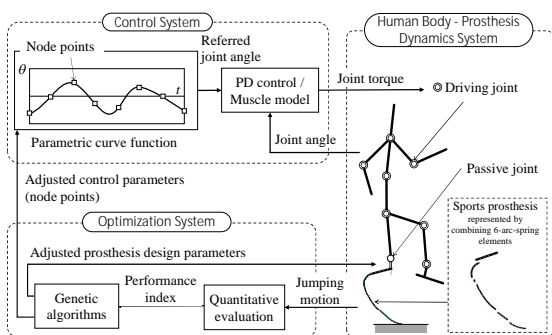 Control System
Node points
θ
t
Parametric curve function
Referred
joint angle
PD control /
Muscle model
Joint angle
Joint torque
Human Body - Prosthesis
Dynamics System
Driving joint
Passive joint
Sports prosthesis
represented by
combining 6-arc-spring
elements
Adjusted control parameters
(node points)
Optimization System
Adjusted prosthesis design parameters
Genetic
algorithms
Performance
index
Quantitative
evaluation
Jumping
motion